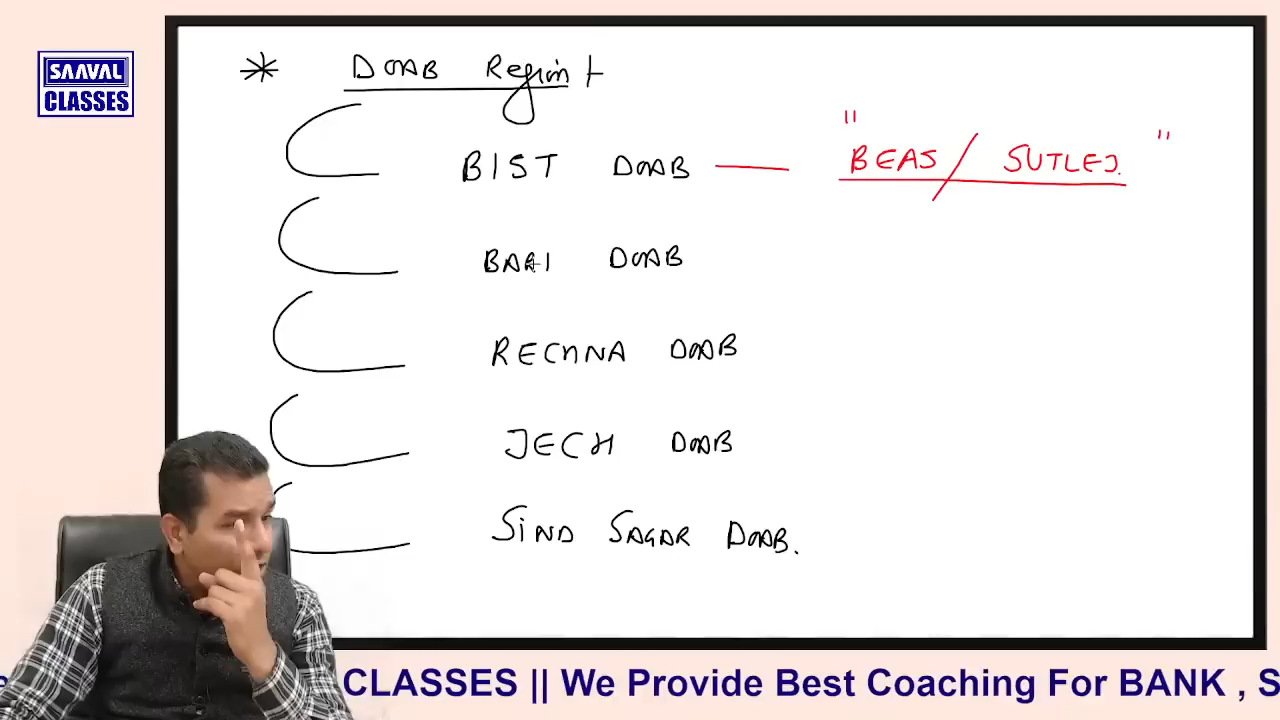 SAAVAL
CLASSES
* DOAB Region
BIST DOAB — "BEAS / SUTLEJ."
BARI DOAB
RECHNA DOAB
JECH DOAB
SIND SAGAR DOAB.
CLASSES || We Provide Best Coaching For BANK , S